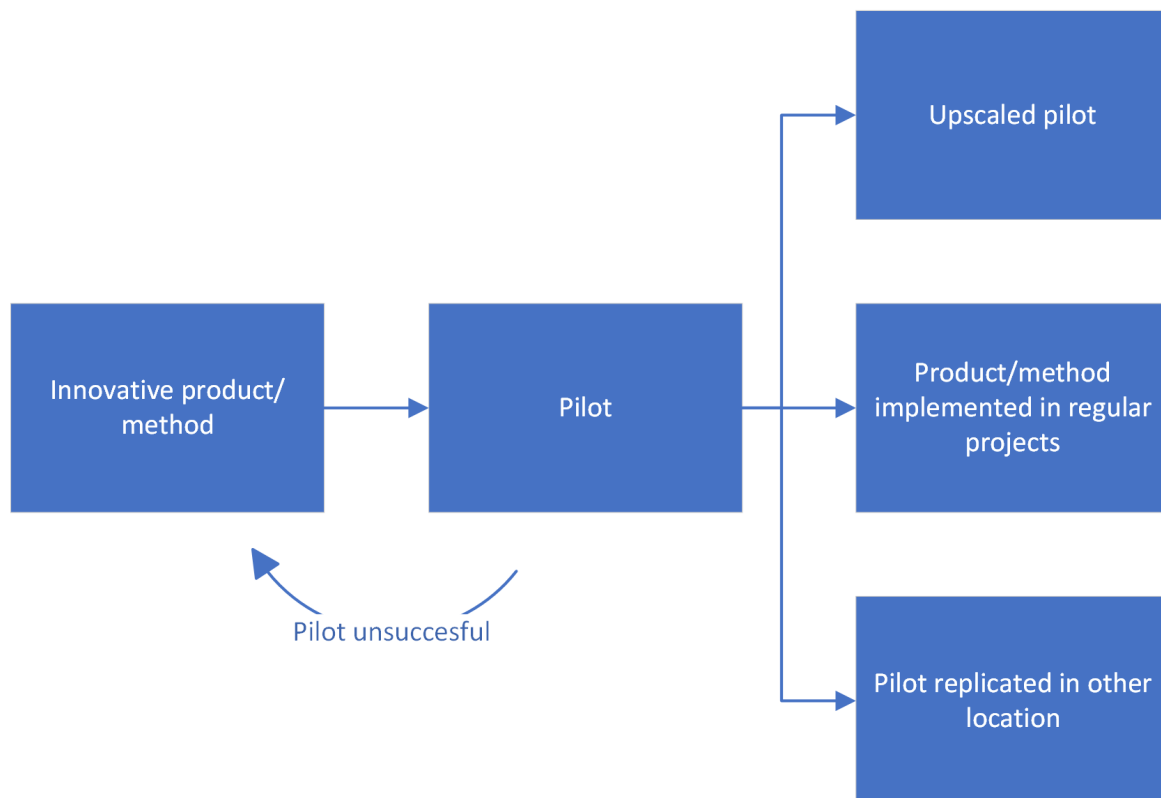 Upscaled pilot
Innovative product/
method
Pilot
Product/method
implemented in regular
projects
Pilot unsuccesful
Pilot replicated in other
location